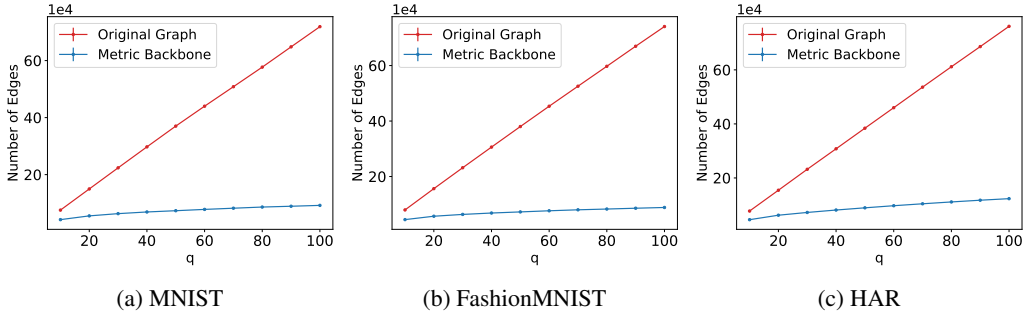 1e4
Original Graph
Metric Backbone
Number of Edges
60
40
20
20 40 60 80 100
q
(a) MNIST
1e4
Original Graph
Metric Backbone
Number of Edges
60
40
20
20 40 60 80 100
q
(b) FashionMNIST
1e4
Original Graph
Metric Backbone
Number of Edges
60
40
20
20 40 60 80 100
q
(c) HAR